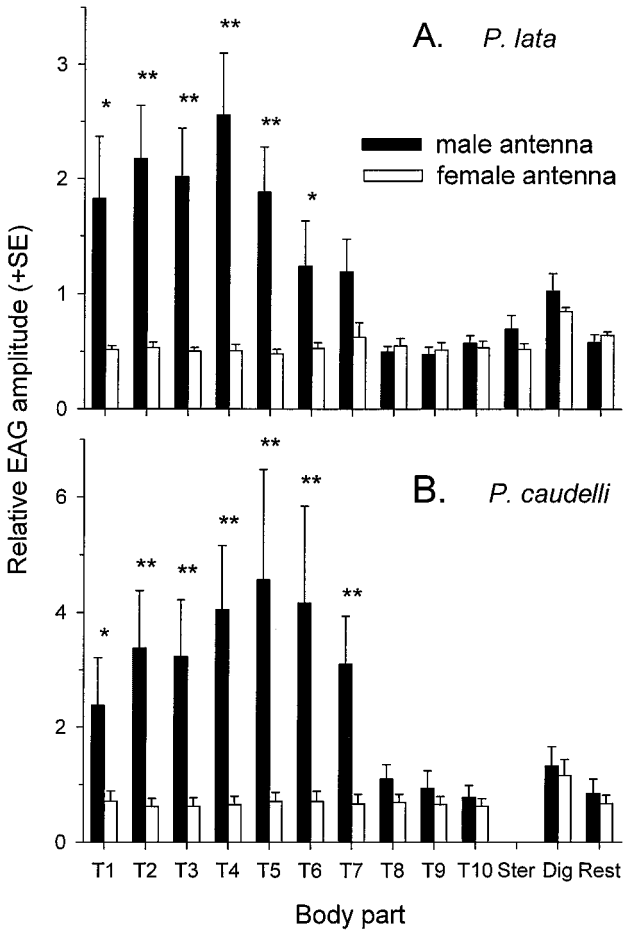 A. P. lata
3
* ** ** ** ** *
male antenna
female antenna
2
1
0
Relative EAG amplitude (+SE)
B. P. caudelli
6
* ** ** ** ** ** **
4
2
0
T1 T2 T3 T4 T5 T6 T7 T8 T9 T10 Ster Dig Rest
Body part